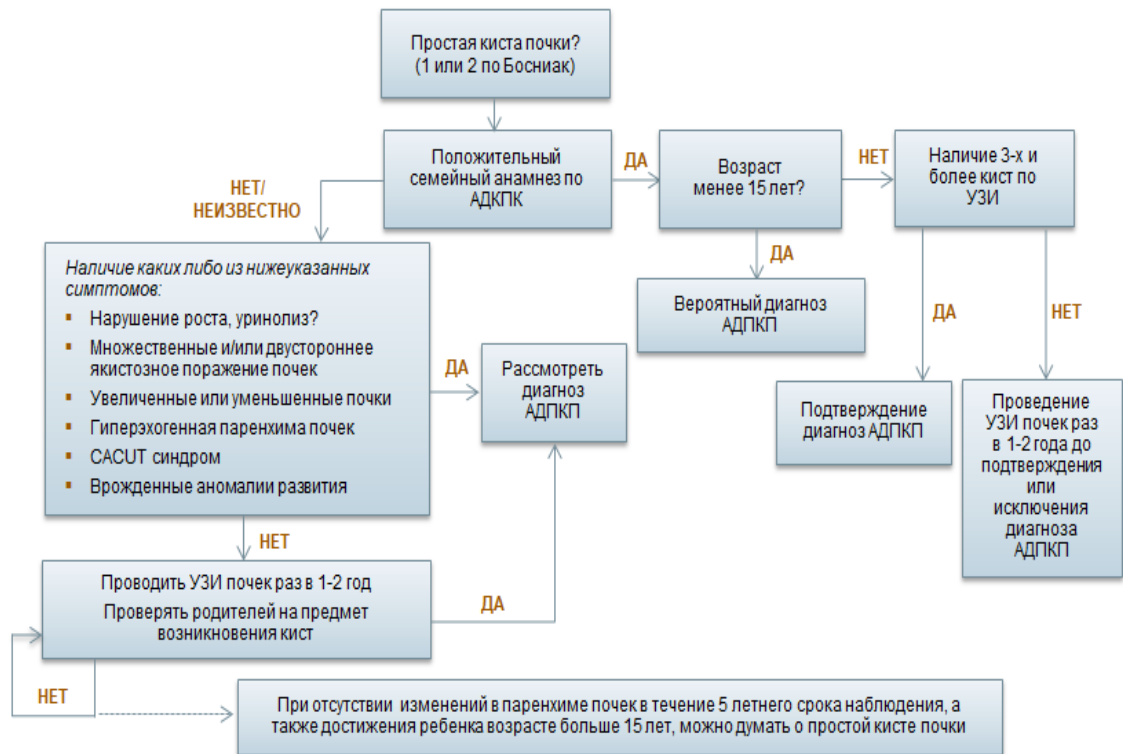 Простая киста почки?
(1 или 2 по Босниак)
Положительный
семейный анамнез по
АДКПК
ДА
Возраст
менее 15 лет?
НЕТ
Наличие 3-х и
более кист по
УЗИ
НЕТ/
НЕИЗВЕСТНО
Наличие каких либо из нижеуказанных
симптомов:
▪ Нарушение роста, уринолиз?
▪ Множественные и/или двустороннее
якистозное поражение почек
▪ Увеличенные или уменьшенные почки
▪ Гиперэхогенная паренхима почек
▪ CACUT синдром
▪ Врожденные аномалии развития
ДА
Рассмотреть
диагноз
АДПКП
ДА
Вероятный диагноз
АДПКП
ДА
Подтверждение
диагноз АДПКП
НЕТ
Проведение
УЗИ почек раз
в 1-2 года до
подтверждения
или
исключения
диагноза
АДПКП
НЕТ
Проводить УЗИ почек раз в 1-2 год
Проверять родителей на предмет
возникновения кист
ДА
НЕТ
При отсутствии изменений в паренхиме почек в течение 5 летнего срока наблюдения, а
также достижения ребенка возрасте больше 15 лет, можно думать о простой кисте почки